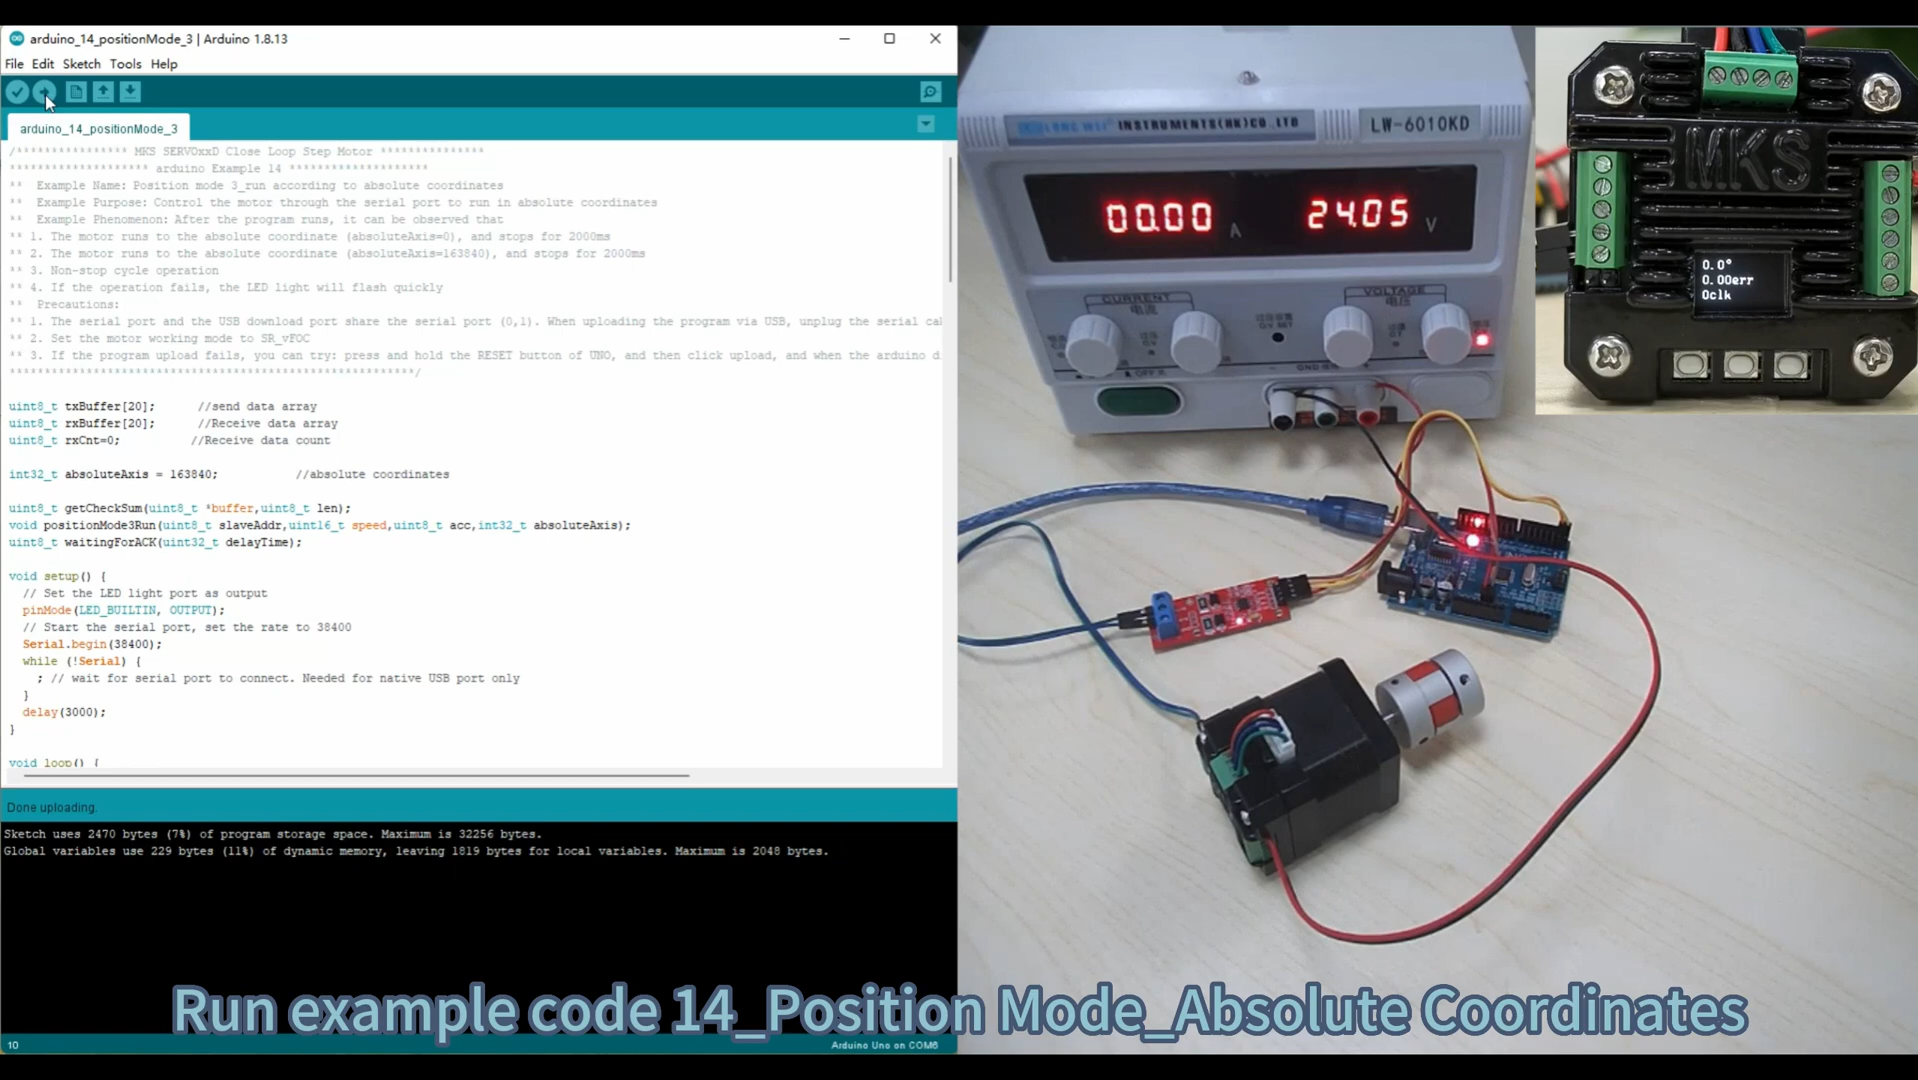 arduino_14_positionMode_3 | Arduino 1.8.13
File Edit Sketch Tools Help
arduino_14_positionMode_3
/**************** MKS SERVOxxD Close Loop Step Motor ***************
******************** arduino Example 14 ********************
** Example Name: Position mode 3_run according to absolute coordinates
** Example Purpose: Control the motor through the serial port to run in absolute coordinates
** Example Phenomenon: After the program runs, it can be observed that
** 1. The motor runs to the absolute coordinate (absoluteAxis=0), and stops for 2000ms
** 2. The motor runs to the absolute coordinate (absoluteAxis=163840), and stops for 2000ms
** 3. Non-stop cycle operation
** 4. If the operation fails, the LED light will flash quickly
** Precautions:
** 1. The serial port and the USB download port share the serial port (0,1). When uploading the program via USB, unplug the serial ca
** 2. Set the motor working mode to SR_vFOC
** 3. If the program upload fails, you can try: press and hold the RESET button of UNO, and then click upload, and when the arduino d
**********************************************************/
uint8_t txBuffer[20]; //send data array
uint8_t rxBuffer[20]; //Receive data array
uint8_t rxCnt=0; //Receive data count
int32_t absoluteAxis = 163840; //absolute coordinates
uint8_t getCheckSum(uint8_t *buffer,uint8_t len);
void positionMode3Run(uint8_t slaveAddr,uint16_t speed,uint8_t acc,int32_t absoluteAxis);
uint8_t waitingForACK(uint32_t delayTime);
void setup() {
// Set the LED light port as output
pinMode(LED_BUILTIN, OUTPUT);
// Start the serial port, set the rate to 38400
Serial.begin(38400);
while (!Serial) {
; // wait for serial port to connect. Needed for native USB port only
}
delay(3000);
}
void loop() {
Done uploading.
Sketch uses 2470 bytes (7%) of program storage space. Maximum is 32256 bytes.
Global variables use 229 bytes (11%) of dynamic memory, leaving 1819 bytes for local variables. Maximum is 2048 bytes.
10
Arduino Uno on COM6
INSTRUMENTS(HK)CO.,LTD
LW-6010KD
00.00 A 24.05 V
CURRENT
电流
VOLTAGE
电压
OFF
GND
MKS
0.0°
0.00err
0clk
Run example code 14_Position Mode_Absolute Coordinates